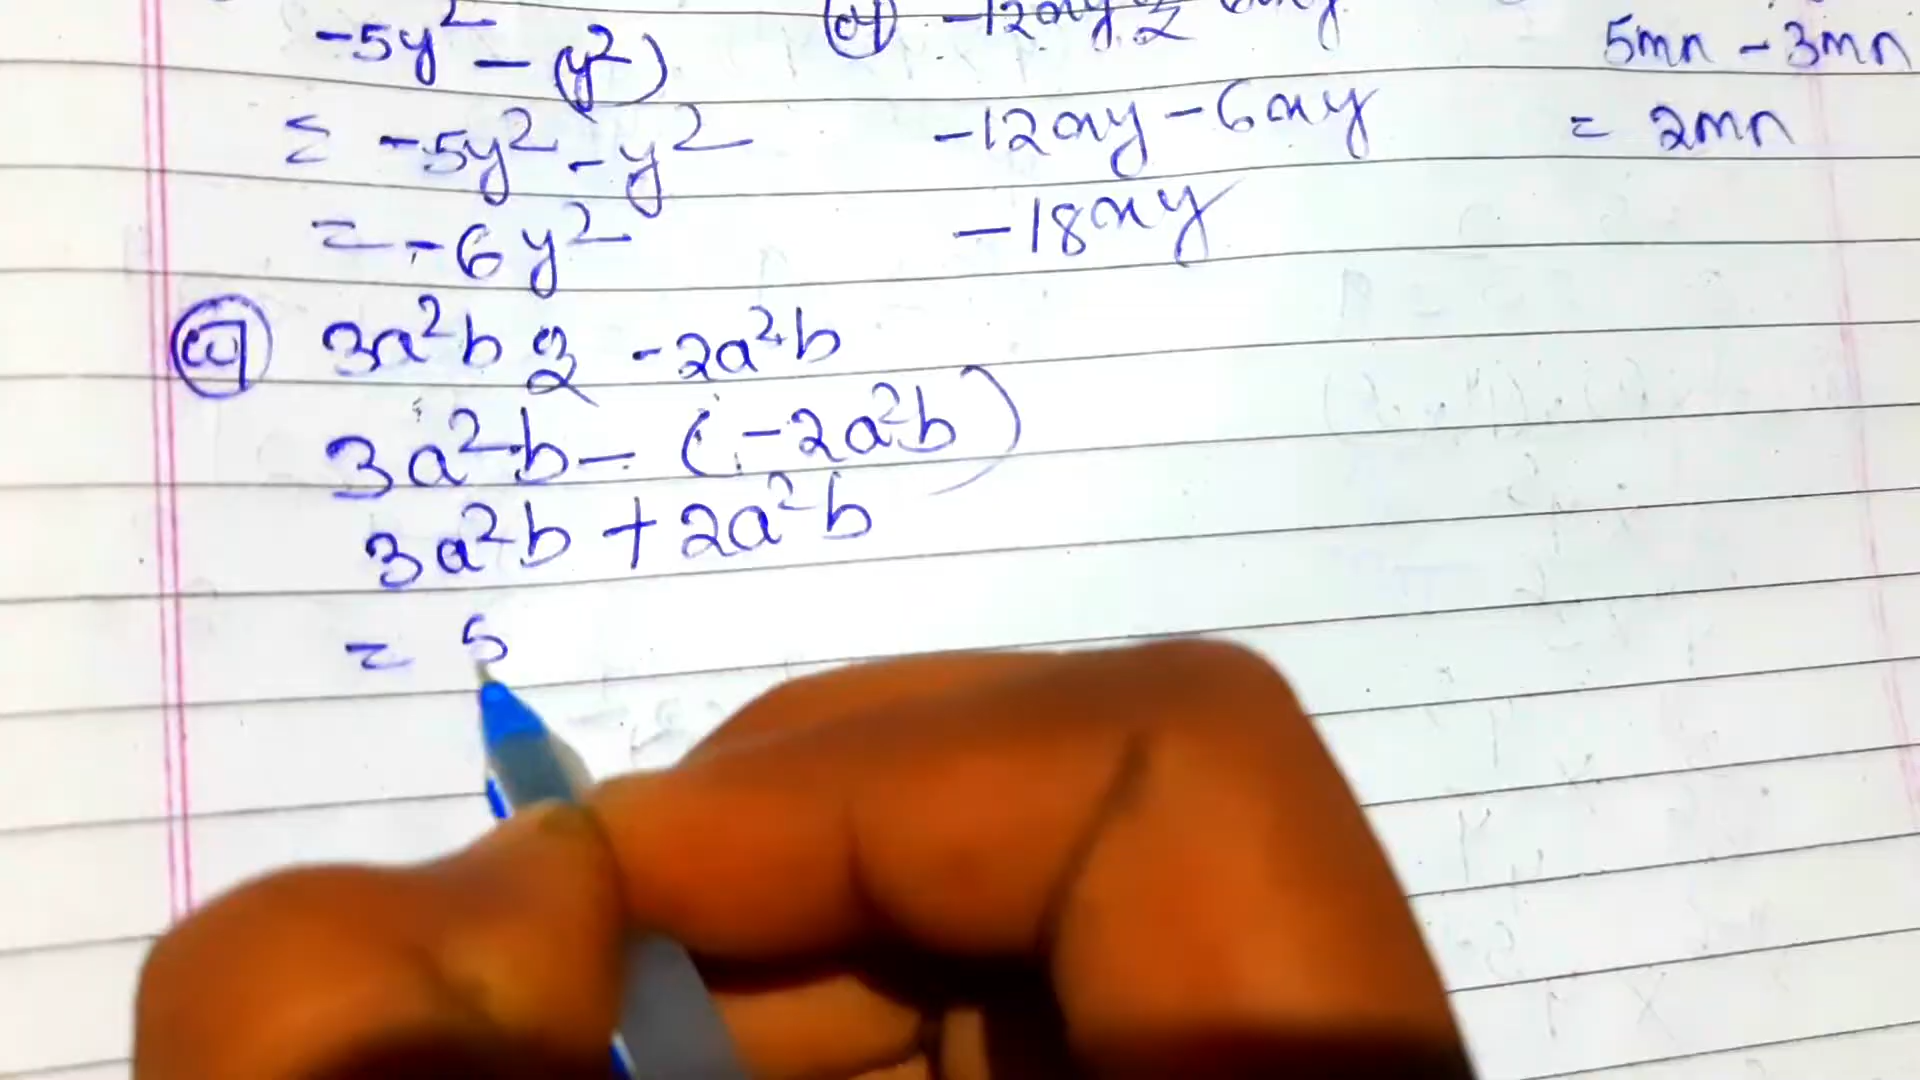 -5y² - (y²)
= -5y² - y²
= -6y²
-12xy - 6xy
-18xy
5mn - 3mn
= 2mn
3a²b - 2a²b
3a²b - (-2a²b)
3a²b + 2a²b
= 5